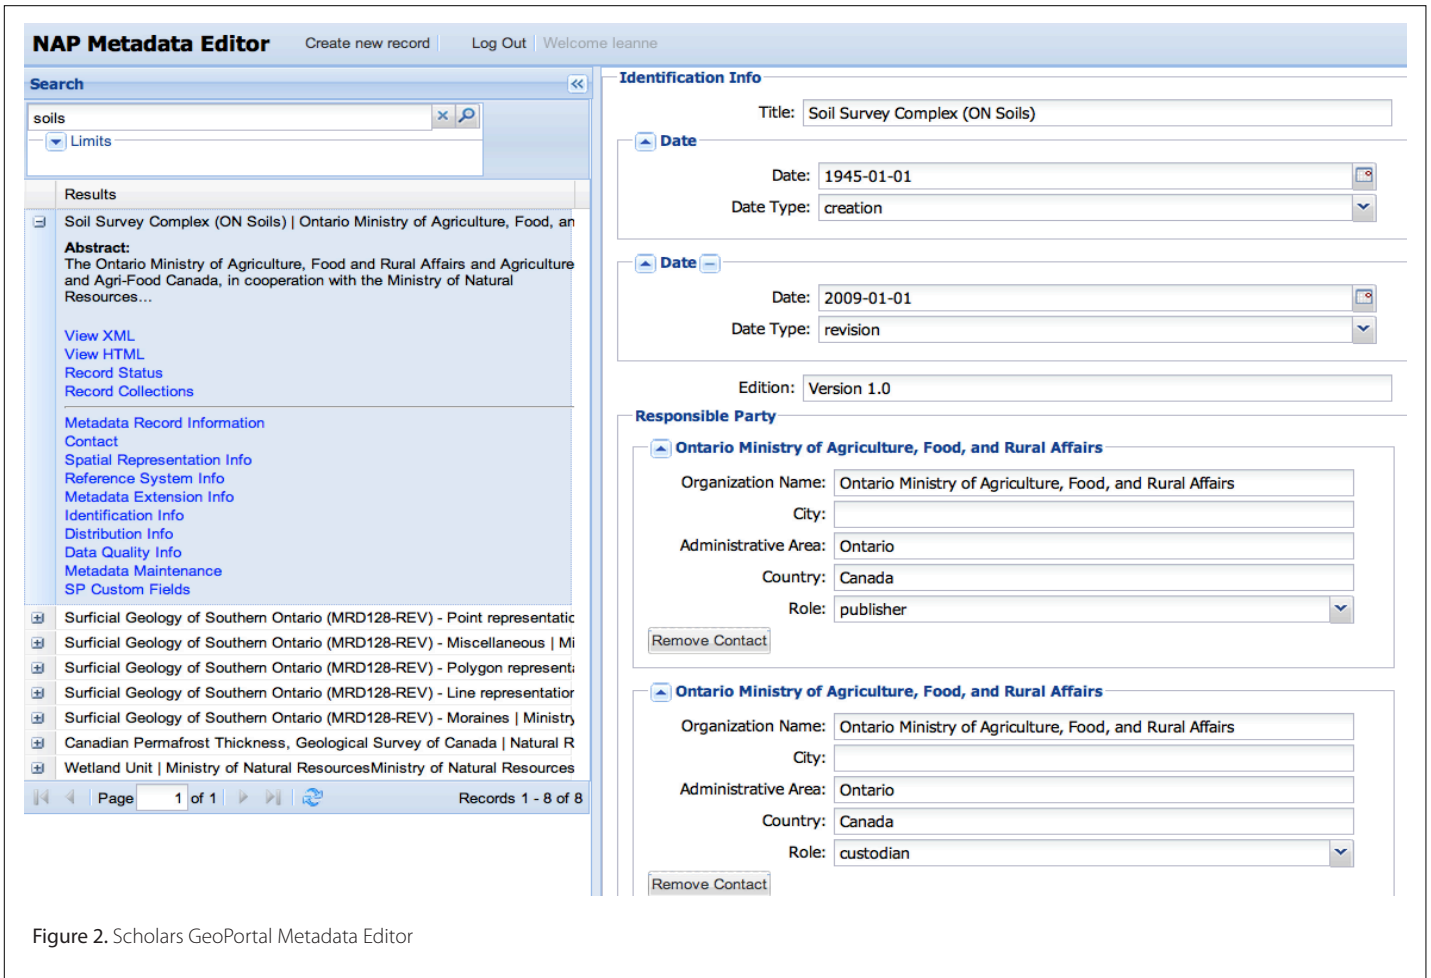 NAP Metadata Editor Create new record Log Out Welcome leanne
Search
soils
Limits
Results
Soil Survey Complex (ON Soils) | Ontario Ministry of Agriculture, Food, an
Abstract:
The Ontario Ministry of Agriculture, Food and Rural Affairs and Agriculture
and Agri-Food Canada, in cooperation with the Ministry of Natural
Resources...
View XML
View HTML
Record Status
Record Collections
Metadata Record Information
Contact
Spatial Representation Info
Reference System Info
Metadata Extension Info
Identification Info
Distribution Info
Data Quality Info
Metadata Maintenance
SP Custom Fields
Surficial Geology of Southern Ontario (MRD128-REV) - Point representatic
Surficial Geology of Southern Ontario (MRD128-REV) - Miscellaneous | Mi
Surficial Geology of Southern Ontario (MRD128-REV) - Polygon represent
Surficial Geology of Southern Ontario (MRD128-REV) - Line representation
Surficial Geology of Southern Ontario (MRD128-REV) - Moraines | Ministry
Canadian Permafrost Thickness, Geological Survey of Canada | Natural R
Wetland Unit | Ministry of Natural ResourcesMinistry of Natural Resources
Page 1 of 1 Records 1 - 8 of 8
Identification Info
Title: Soil Survey Complex (ON Soils)
Date
Date: 1945-01-01
Date Type: creation
Date
Date: 2009-01-01
Date Type: revision
Edition: Version 1.0
Responsible Party
Ontario Ministry of Agriculture, Food, and Rural Affairs
Organization Name: Ontario Ministry of Agriculture, Food, and Rural Affairs
City:
Administrative Area: Ontario
Country: Canada
Role: publisher
Remove Contact
Ontario Ministry of Agriculture, Food, and Rural Affairs
Organization Name: Ontario Ministry of Agriculture, Food, and Rural Affairs
City:
Administrative Area: Ontario
Country: Canada
Role: custodian
Remove Contact
Figure 2. Scholars GeoPortal Metadata Editor